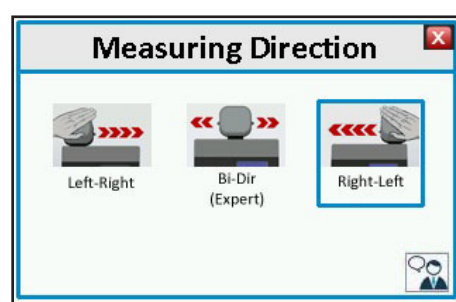 Measuring Direction
X
Left-Right
Bi-Dir
(Expert)
Right-Left